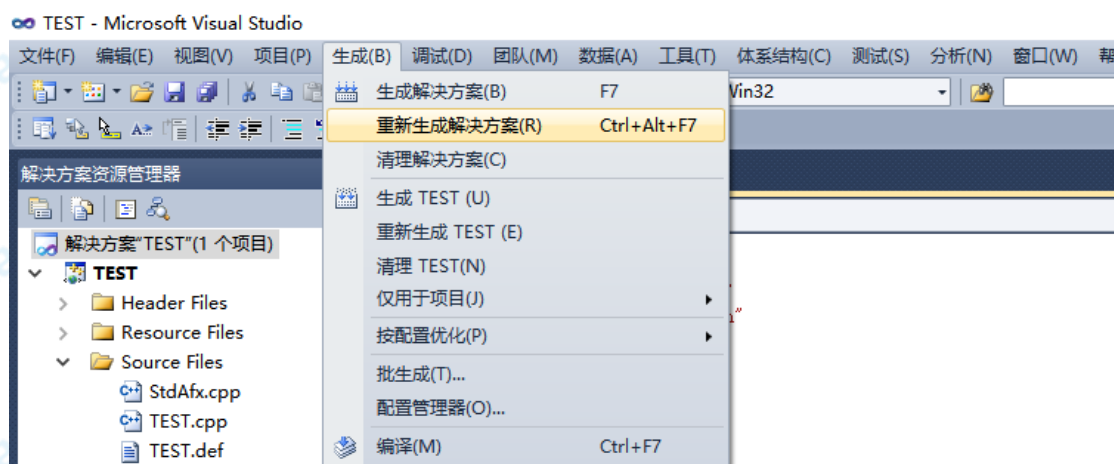 TEST - Microsoft Visual Studio
文件(F) 编辑(E) 视图(V) 项目(P) 生成(B) 调试(D) 团队(M) 数据(A) 工具(T) 体系结构(C) 测试(S) 分析(N) 窗口(W) 帮
生成解决方案(B) F7
Win32
重新生成解决方案(R) Ctrl+Alt+F7
清理解决方案(C)
解决方案资源管理器
生成 TEST (U)
重新生成 TEST (E)
解决方案"TEST"(1 个项目)
清理 TEST(N)
TEST
仅用于项目(J)
Header Files
Resource Files
按配置优化(P)
Source Files
批生成(T)...
StdAfx.cpp
配置管理器(O)...
TEST.cpp
编译(M) Ctrl+F7
TEST.def